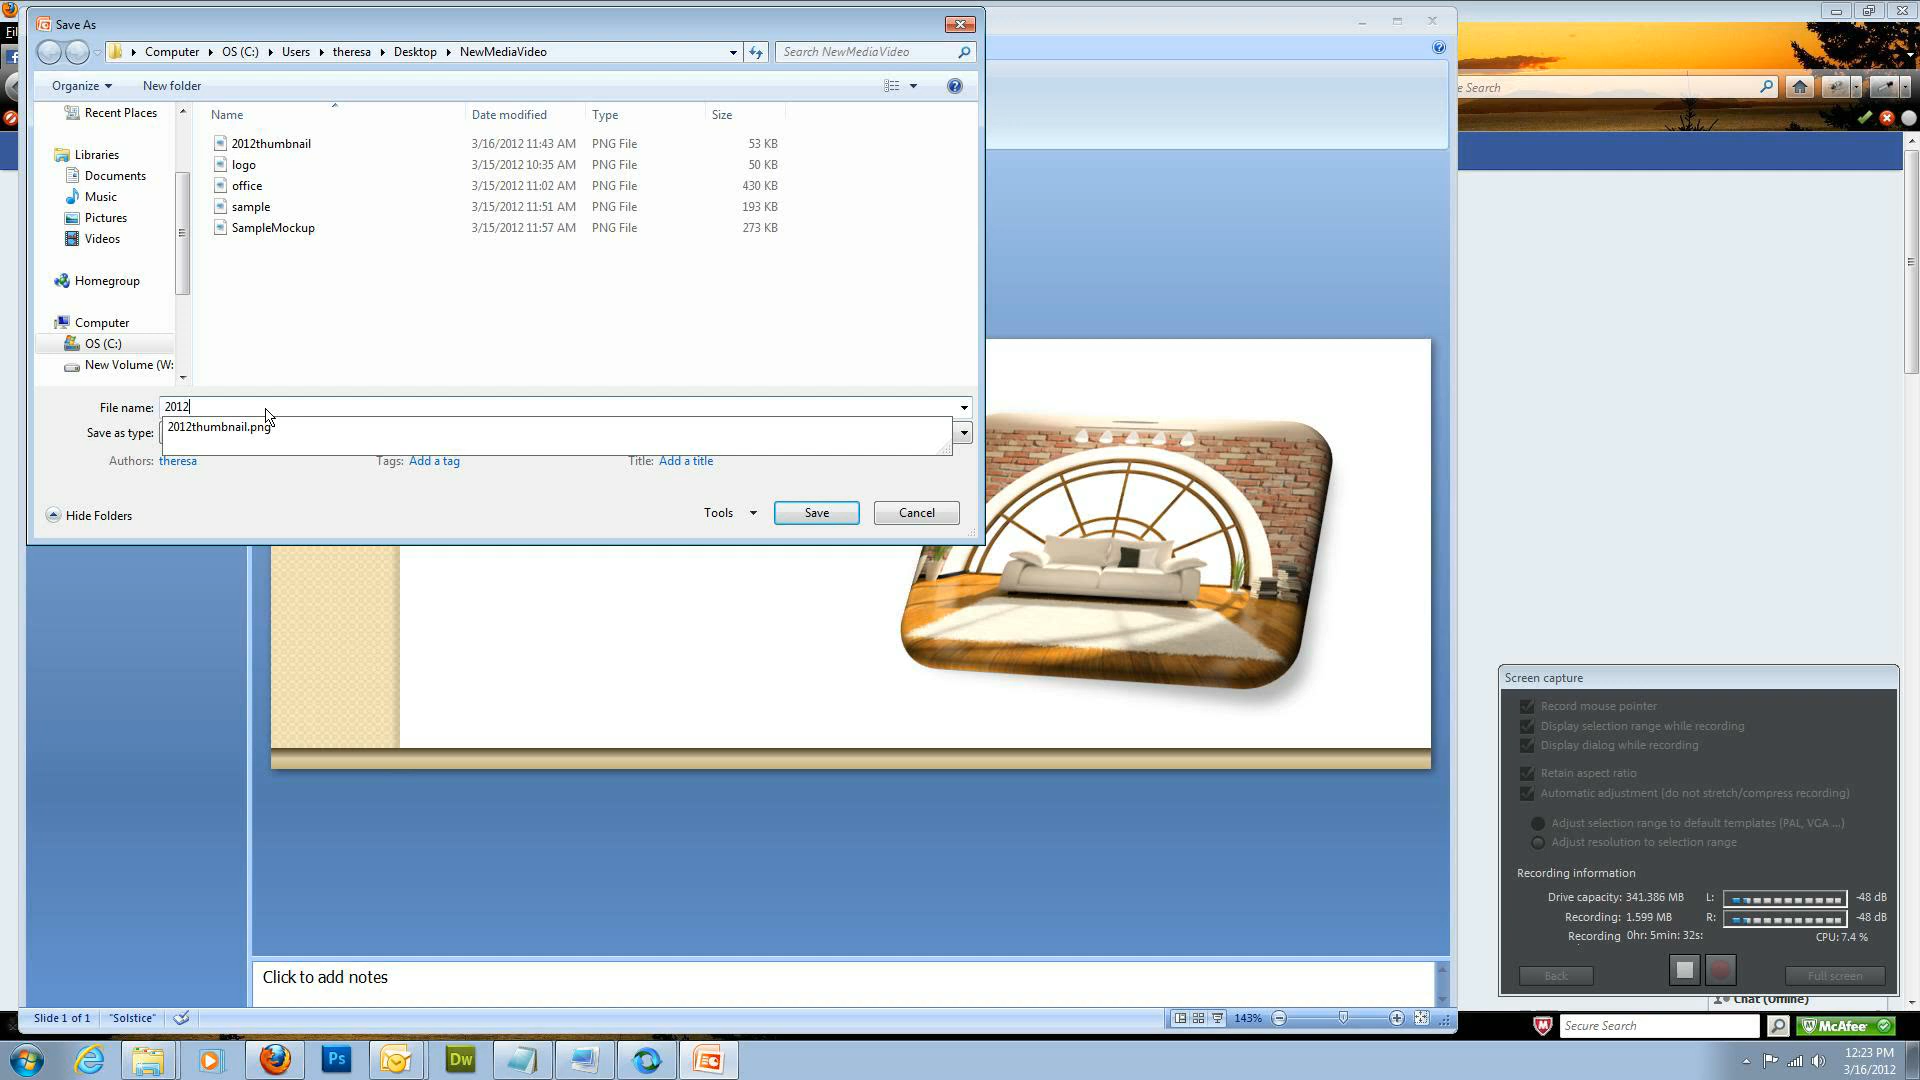 Save As
Computer OS (C:) Users theresa Desktop NewMediaVideo
Search NewMediaVideo
Organize New folder
Recent Places
Libraries
Documents
Music
Pictures
Videos
Homegroup
Computer
OS (C:)
New Volume (W:
Name Date modified Type Size
2012thumbnail 3/16/2012 11:43 AM PNG File 53 KB
logo 3/15/2012 10:35 AM PNG File 50 KB
office 3/15/2012 11:02 AM PNG File 430 KB
sample 3/15/2012 11:51 AM PNG File 193 KB
SampleMockup 3/15/2012 11:57 AM PNG File 273 KB
File name: 2012
2012thumbnail.png
Save as type:
Authors: theresa Tags: Add a tag Title: Add a title
Hide Folders Tools Save Cancel
e Search
Screen capture
Record mouse pointer
Display selection range while recording
Display dialog while recording
Retain aspect ratio
Automatic adjustment (do not stretch/compress recording)
Adjust selection range to default templates (PAL, VGA ...)
Adjust resolution to selection range
Recording information
Drive capacity: 341.386 MB L: -48 dB
Recording: 1.599 MB R: -48 dB
Recording 0hr: 5min: 32s: CPU: 7.4 %
Back Full screen
Chat (Offline)
Click to add notes
Slide 1 of 1 "Solstice" 143%
Secure Search McAfee
Ps Dw
12:23 PM
3/16/2012